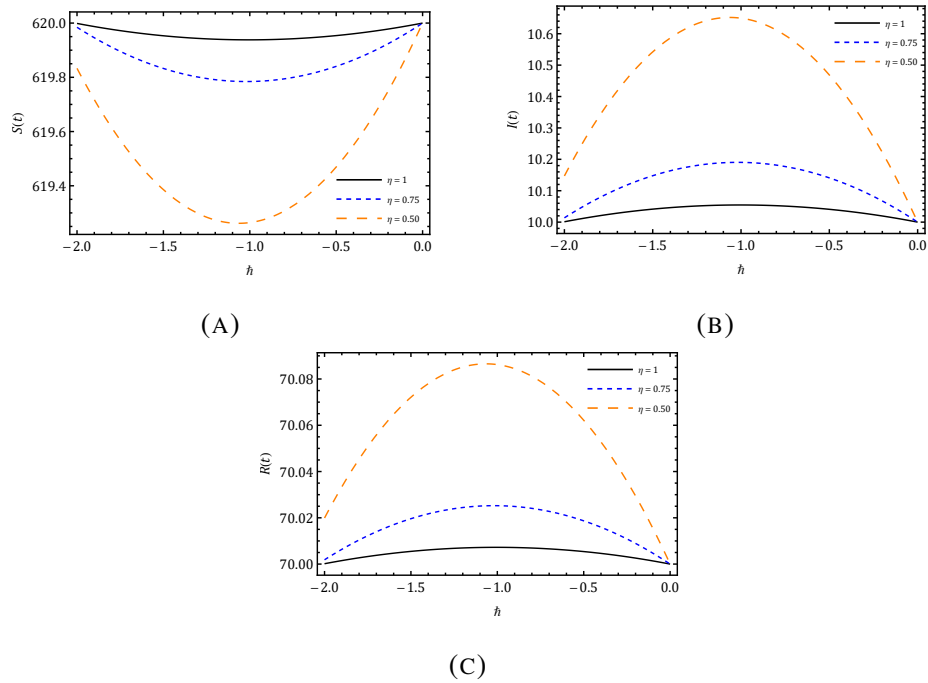 620.0
619.8
619.6
619.4
S(t)
η = 1
η = 0.75
η = 0.50
−2.0 −1.5 −1.0 −0.5 0.0
ħ
(A)
10.6
10.5
10.4
10.3
10.2
10.1
10.0
I(t)
η = 1
η = 0.75
η = 0.50
−2.0 −1.5 −1.0 −0.5 0.0
ħ
(B)
70.08
70.06
70.04
70.02
70.00
R(t)
η = 1
η = 0.75
η = 0.50
−2.0 −1.5 −1.0 −0.5 0.0
ħ
(C)